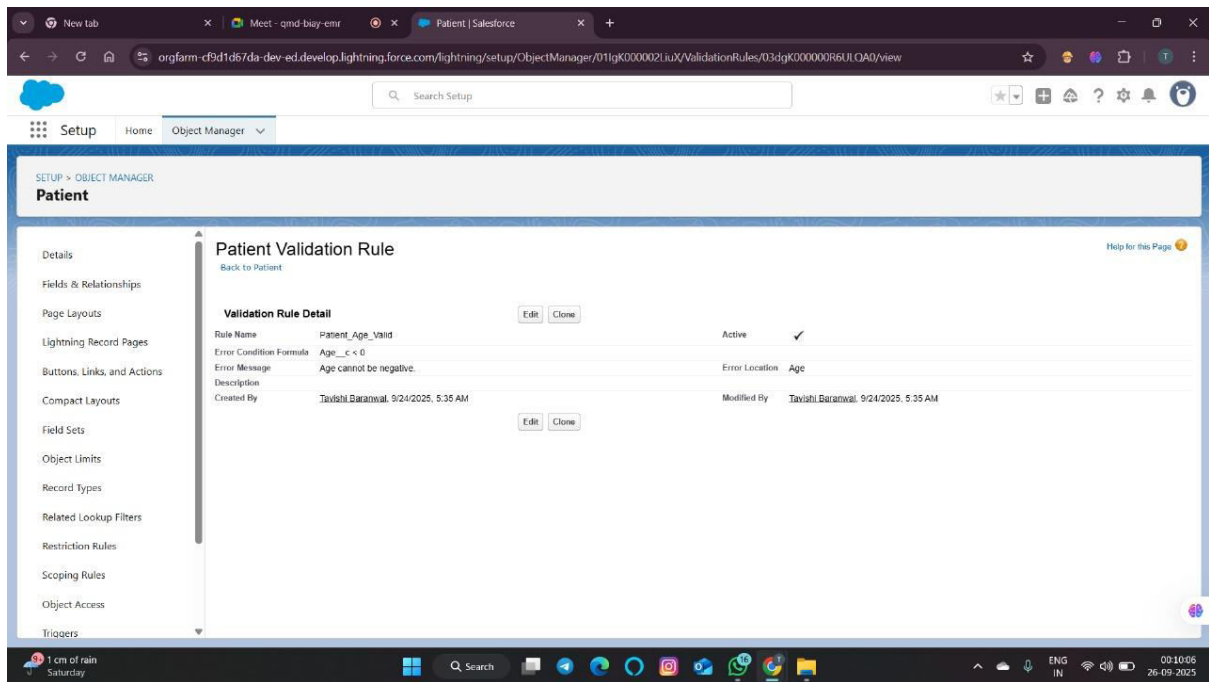 New tab
Meet - qmd-biay-emr
Patient | Salesforce
orgfarm-cf9d1d67da-dev-ed.develop.lightning.force.com/lightning/setup/ObjectManager/01IgK000002LiuX/ValidationRules/03dgK000000R6ULQA0/view
T
Search Setup
Setup
Home
Object Manager
SETUP > OBJECT MANAGER
Patient
Details
Fields & Relationships
Page Layouts
Lightning Record Pages
Buttons, Links, and Actions
Compact Layouts
Field Sets
Object Limits
Record Types
Related Lookup Filters
Restriction Rules
Scoping Rules
Object Access
Triggers
Patient Validation Rule
Help for this Page
Back to Patient
Validation Rule Detail
Edit Clone
Rule Name Patient_Age_Valid Active
Error Condition Formula Age__c < 0
Error Message Age cannot be negative. Error Location Age
Description
Created By Tavishi Baranwal, 9/24/2025, 5:35 AM Modified By Tavishi Baranwal, 9/24/2025, 5:35 AM
Edit Clone
9+
1 cm of rain
Saturday
Search
16
ENG
IN
00:10:06
26-09-2025